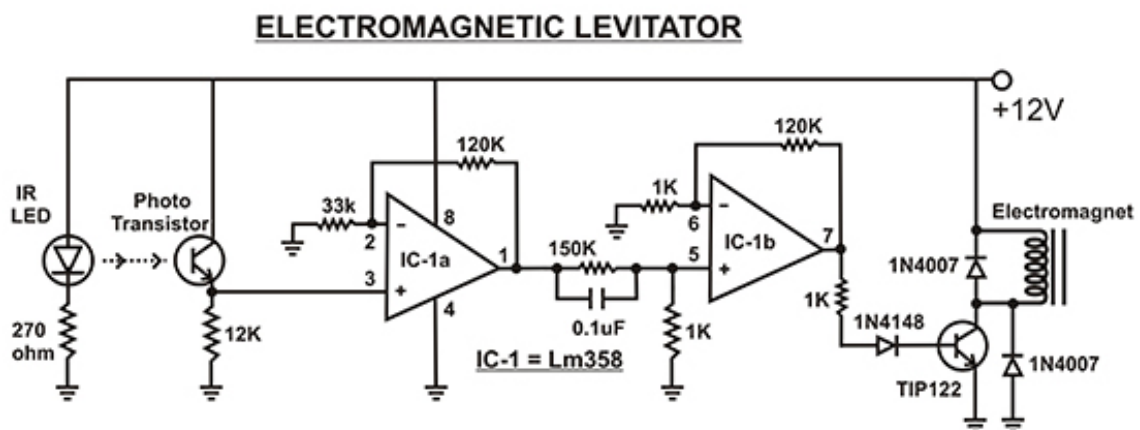 ELECTROMAGNETIC LEVITATOR
+12V
IR
LED
Photo
Transistor
270
ohm
12K
33k
120K
2
3
8
4
1
IC-1a
150K
0.1uF
1K
IC-1 = Lm358
1K
120K
6
5
7
IC-1b
1K
1N4148
TIP122
1N4007
Electromagnet
1N4007